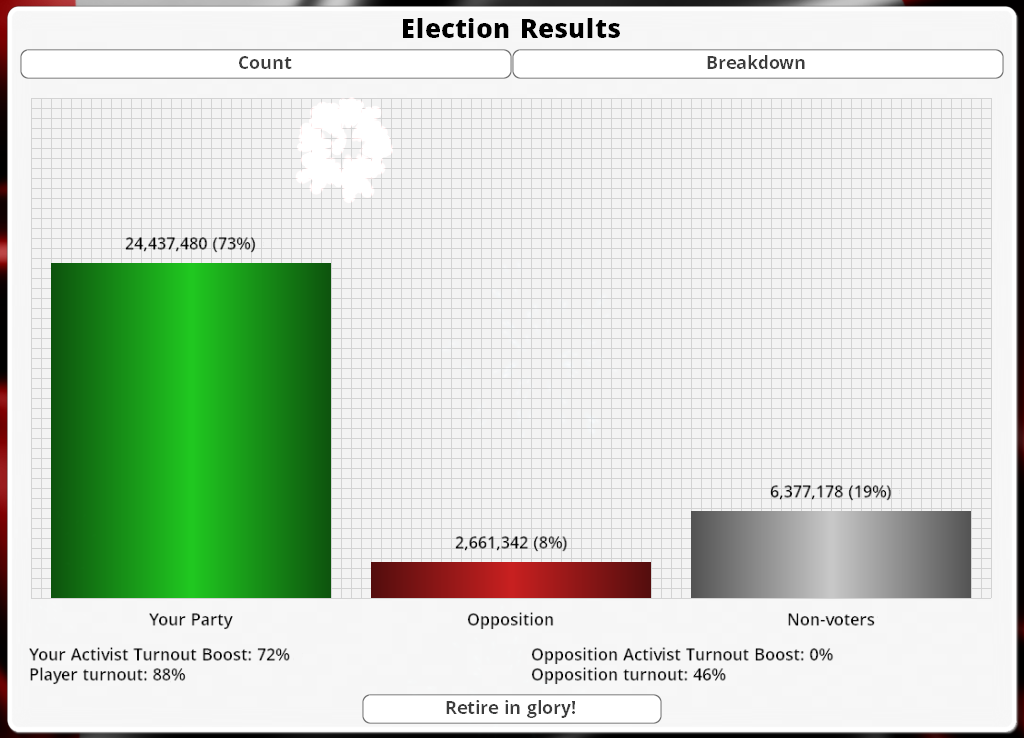 Election Results
Count
Breakdown
24,437,480 (73%)
6,377,178 (19%)
2,661,342 (8%)
Your Party
Opposition
Non-voters
Your Activist Turnout Boost: 72%
Opposition Activist Turnout Boost: 0%
Player turnout: 88%
Opposition turnout: 46%
Retire in glory!